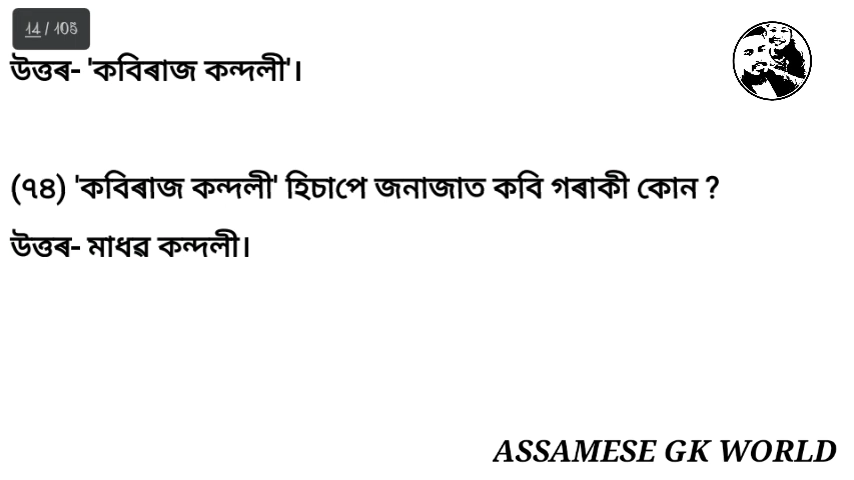 14 / 105
উত্তৰ- 'কবিৰাজ কন্দলী'।
(৭৪) 'কবিৰাজ কন্দলী' হিচাপে জনাজাত কবি গৰাকী কোন ?
উত্তৰ- মাধৱ কন্দলী।
ASSAMESE GK WORLD